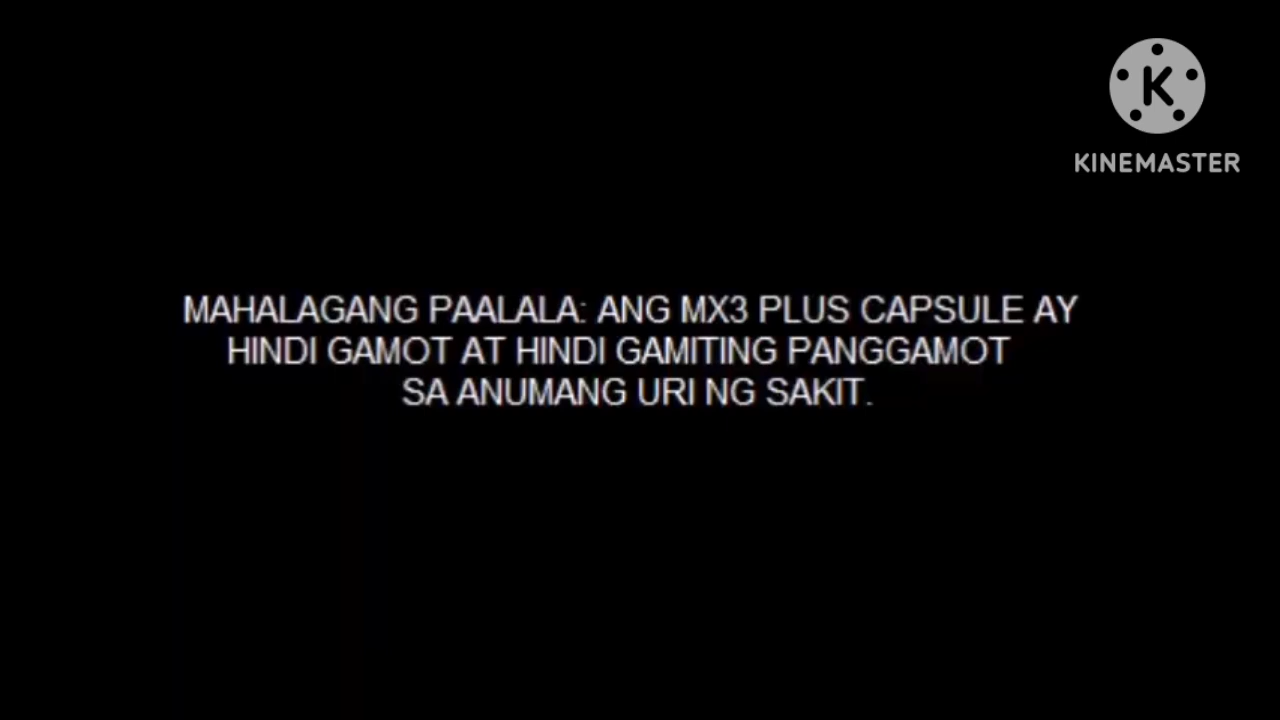 K
KINEMASTER
MAHALAGANG PAALALA: ANG MX3 PLUS CAPSULE AY
HINDI GAMOT AT HINDI GAMITING PANGGAMOT
SA ANUMANG URI NG SAKIT.